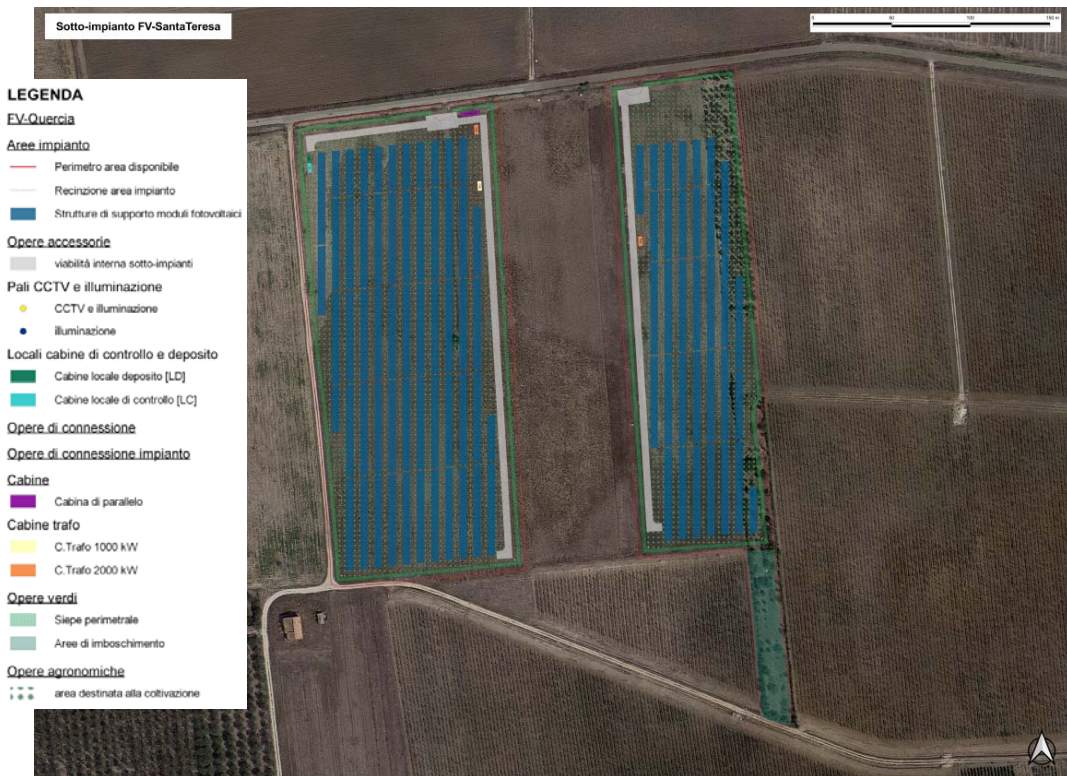 Sotto-impianto FV-SantaTeresa
0 50 100 150 m
LEGENDA
FV-Quercia
Aree impianto
Perimetro area disponibile
Recinzione area impianto
Strutture di supporto moduli fotovoltaici
Opere accessorie
viabilità interna sotto-impianti
Pali CCTV e illuminazione
CCTV e illuminazione
illuminazione
Locali cabine di controllo e deposito
Cabine locale deposito [LD]
Cabine locale di controllo [LC]
Opere di connessione
Opere di connessione impianto
Cabine
Cabina di parallelo
Cabine trafo
C.Trafo 1000 kW
C.Trafo 2000 kW
Opere verdi
Siepe perimetrale
Aree di imboschimento
Opere agronomiche
area destinata alla coltivazione